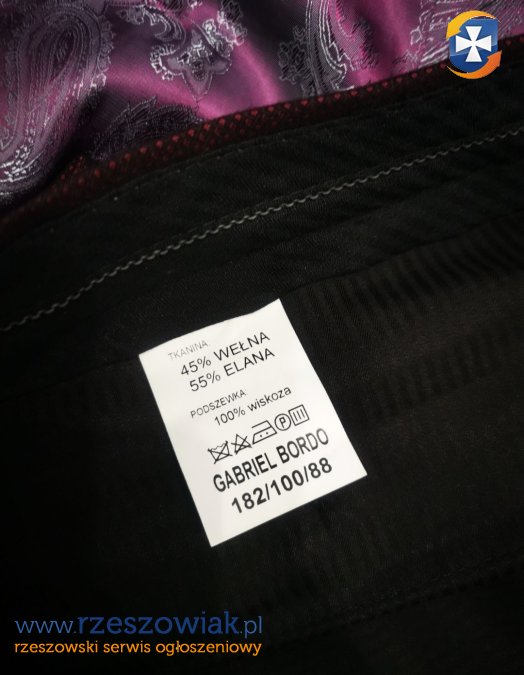 TKANINA:
45% WEŁNA
55% ELANA
PODSZEWKA:
100% wiskoza
P
GABRIEL BORDO
182/100/88
www.rzeszowiak.pl
rzeszowski serwis ogłoszeniowy